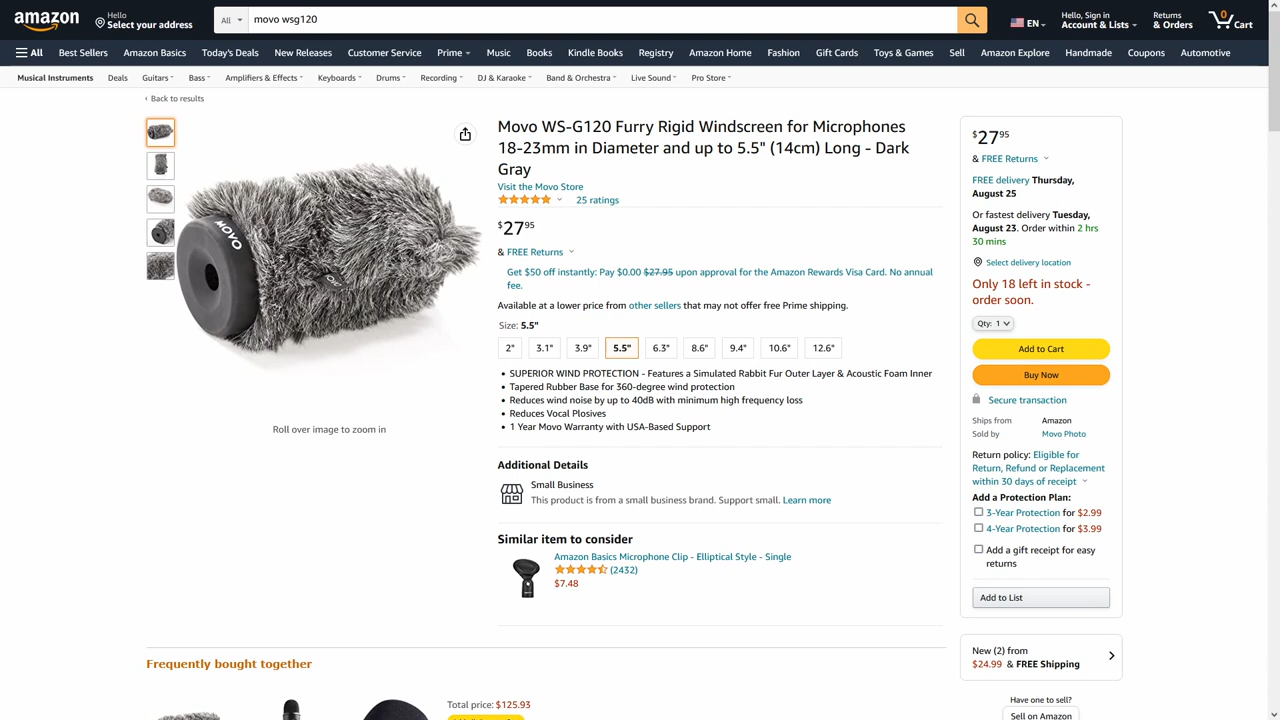 amazon
Hello
Select your address
All
movo wsg120
EN
Hello, Sign in
Account & Lists
Returns
& Orders
0
Cart
All
Best Sellers
Amazon Basics
Today's Deals
New Releases
Customer Service
Prime
Music
Books
Kindle Books
Registry
Amazon Home
Fashion
Gift Cards
Toys & Games
Sell
Amazon Explore
Handmade
Coupons
Automotive
Musical Instruments
Deals
Guitars
Bass
Amplifiers & Effects
Keyboards
Drums
Recording
DJ & Karaoke
Band & Orchestra
Live Sound
Pro Store
‹ Back to results
MOVO
Roll over image to zoom in
Movo WS-G120 Furry Rigid Windscreen for Microphones
18-23mm in Diameter and up to 5.5" (14cm) Long - Dark
Gray
Visit the Movo Store
25 ratings
$27⁹⁵
& FREE Returns
Get $50 off instantly: Pay $0.00 $27.95 upon approval for the Amazon Rewards Visa Card. No annual
fee.
Available at a lower price from other sellers that may not offer free Prime shipping.
Size: 5.5"
2"
3.1"
3.9"
5.5"
6.3"
8.6"
9.4"
10.6"
12.6"
• SUPERIOR WIND PROTECTION - Features a Simulated Rabbit Fur Outer Layer & Acoustic Foam Inner
• Tapered Rubber Base for 360-degree wind protection
• Reduces wind noise by up to 40dB with minimum high frequency loss
• Reduces Vocal Plosives
• 1 Year Movo Warranty with USA-Based Support
Additional Details
Small Business
This product is from a small business brand. Support small. Learn more
Similar item to consider
Amazon Basics Microphone Clip - Elliptical Style - Single
(2432)
$7.48
$27⁹⁵
& FREE Returns
FREE delivery Thursday,
August 25
Or fastest delivery Tuesday,
August 23. Order within 2 hrs
30 mins
Select delivery location
Only 18 left in stock -
order soon.
Qty: 1
Add to Cart
Buy Now
Secure transaction
Ships from Amazon
Sold by Movo Photo
Return policy: Eligible for
Return, Refund or Replacement
within 30 days of receipt
Add a Protection Plan:
3-Year Protection for $2.99
4-Year Protection for $3.99
Add a gift receipt for easy
returns
Add to List
New (2) from
$24.99 & FREE Shipping
Have one to sell?
Sell on Amazon
Frequently bought together
Total price: $125.93